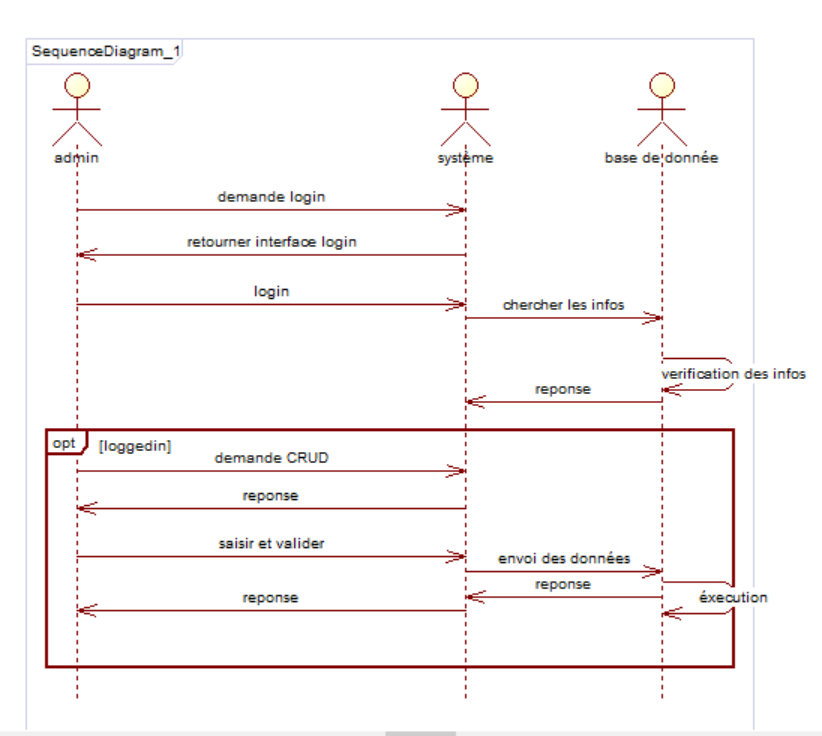 SequenceDiagram_1
admin
système
base de donnée
demande login
retourner interface login
login
chercher les infos
verification des infos
reponse
opt
[loggedin]
demande CRUD
reponse
saisir et valider
envoi des données
reponse
éxecution
reponse